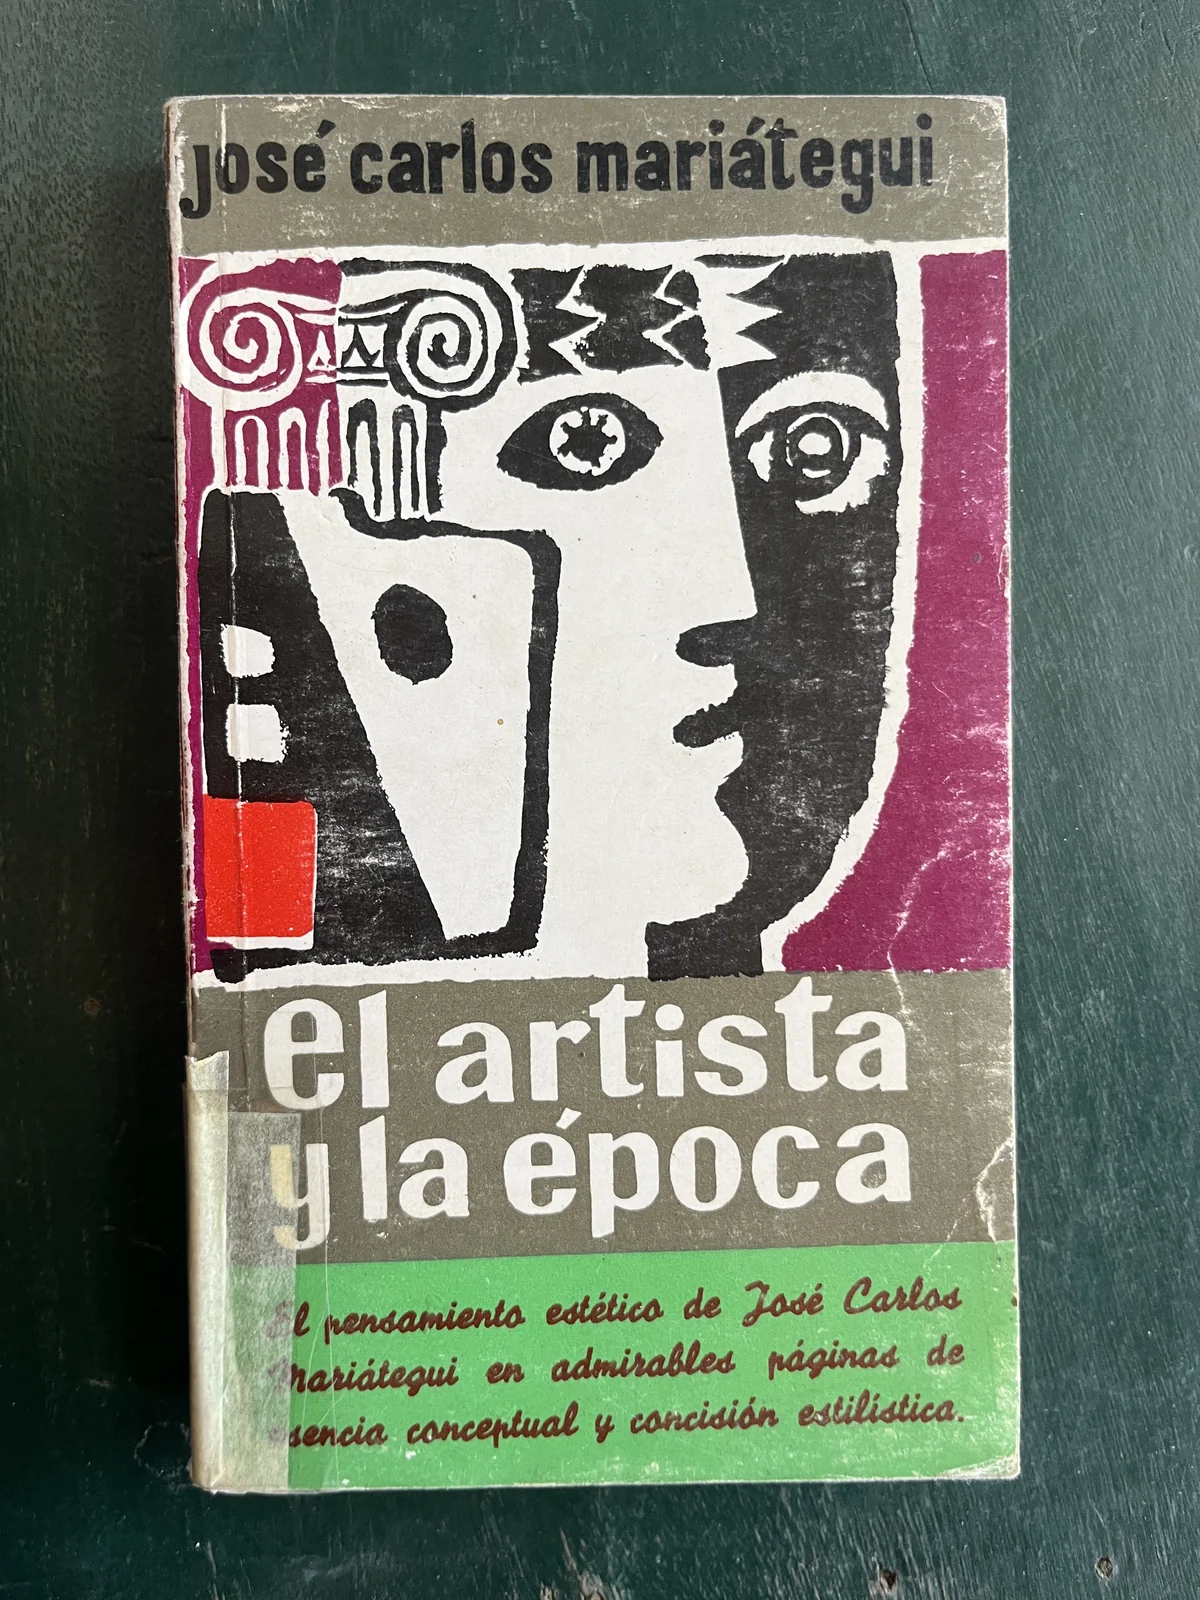 josé carlos mariátegui
el artista
y la época
El pensamiento estético de José Carlos
Mariátegui en admirables páginas de
esencia conceptual y concisión estilística.